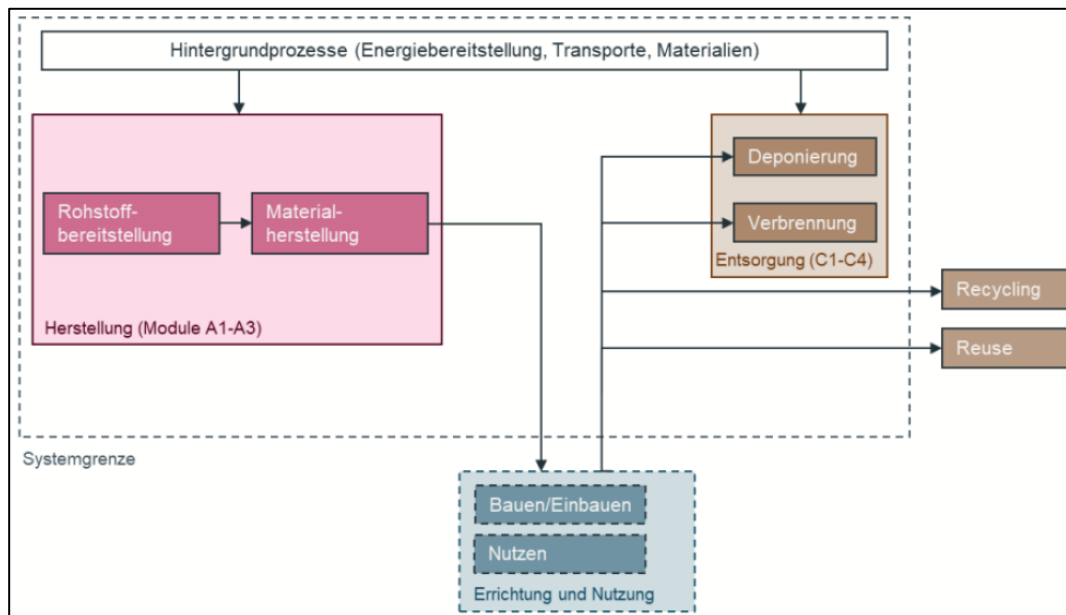 Hintergrundprozesse (Energiebereitstellung, Transporte, Materialien)
Rohstoff-
bereitstellung
Material-
herstellung
Herstellung (Module A1-A3)
Deponierung
Verbrennung
Entsorgung (C1-C4)
Recycling
Reuse
Systemgrenze
Bauen/Einbauen
Nutzen
Errichtung und Nutzung